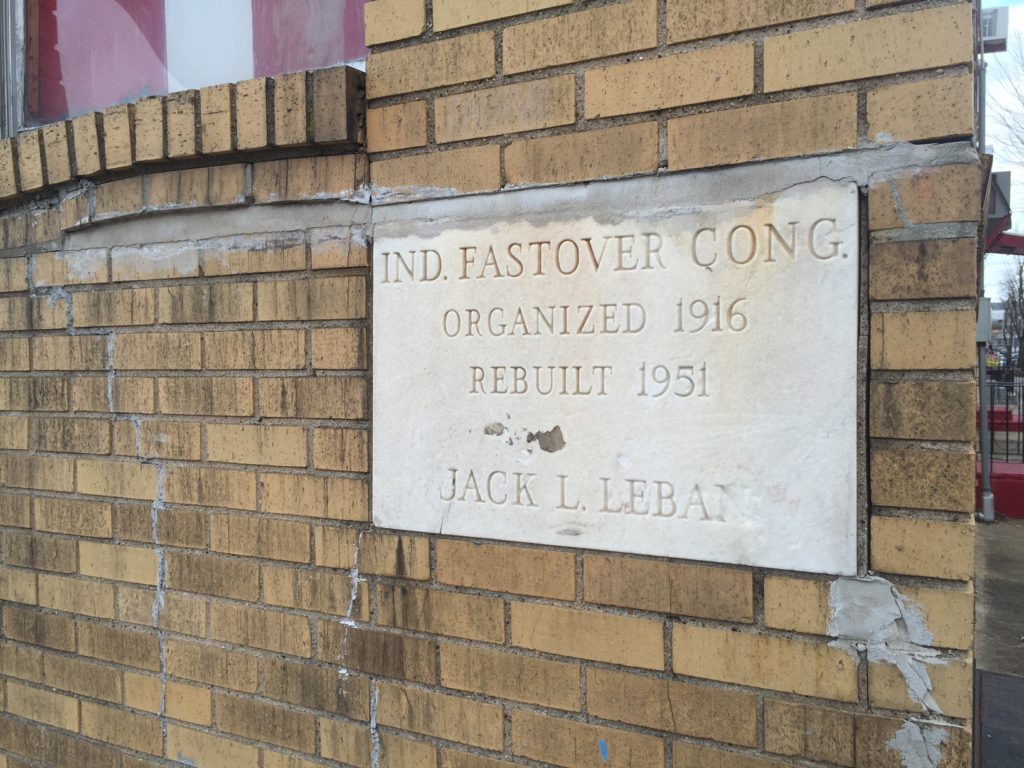 IND. FASTOVER CONG.
ORGANIZED 1916
REBUILT 1951
JACK L. LEBAN